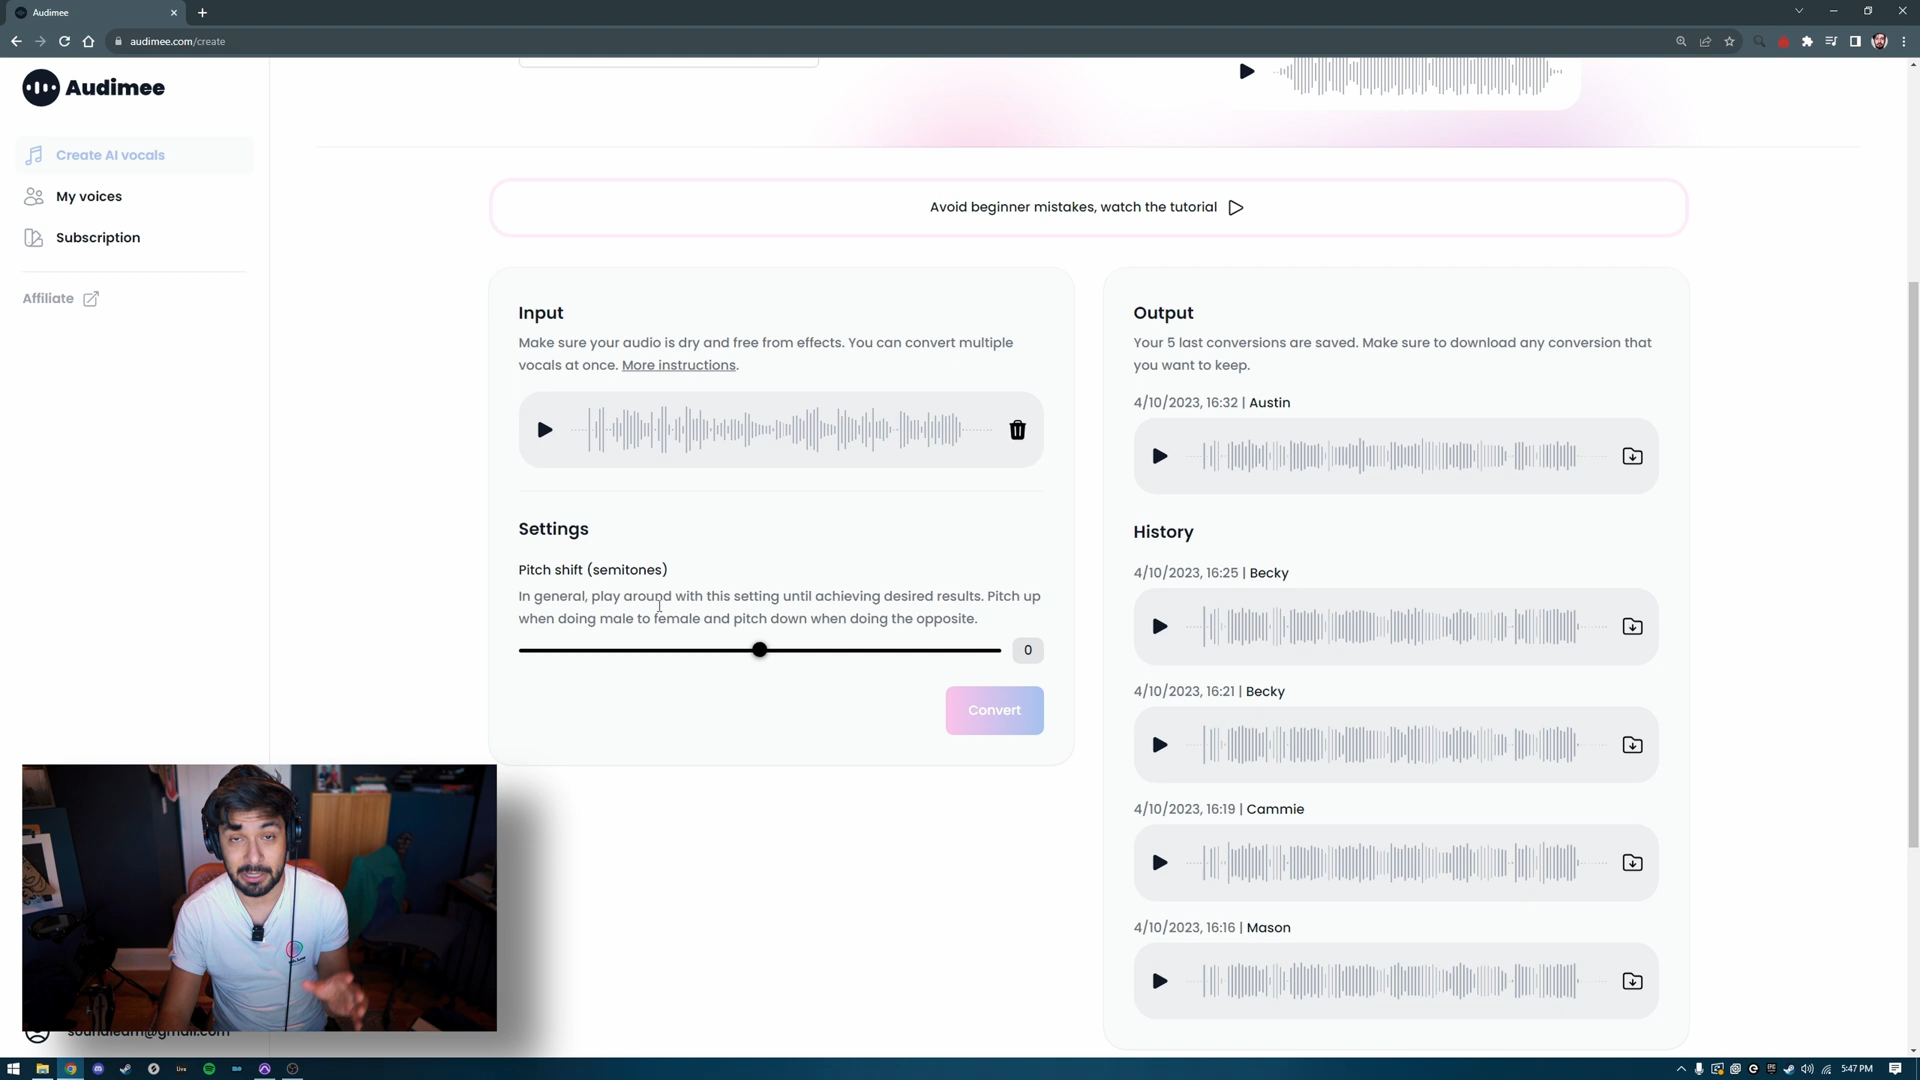 Audimee
audimee.com/create
Audimee
Create AI vocals
My voices
Subscription
Affiliate
Avoid beginner mistakes, watch the tutorial
Input
Make sure your audio is dry and free from effects. You can convert multiple
vocals at once. More instructions.
Settings
Pitch shift (semitones)
In general, play around with this setting until achieving desired results. Pitch up
when doing male to female and pitch down when doing the opposite.
0
Convert
Output
Your 5 last conversions are saved. Make sure to download any conversion that
you want to keep.
4/10/2023, 16:32 | Austin
History
4/10/2023, 16:25 | Becky
4/10/2023, 16:21 | Becky
4/10/2023, 16:19 | Cammie
4/10/2023, 16:16 | Mason
Live
5:47 PM